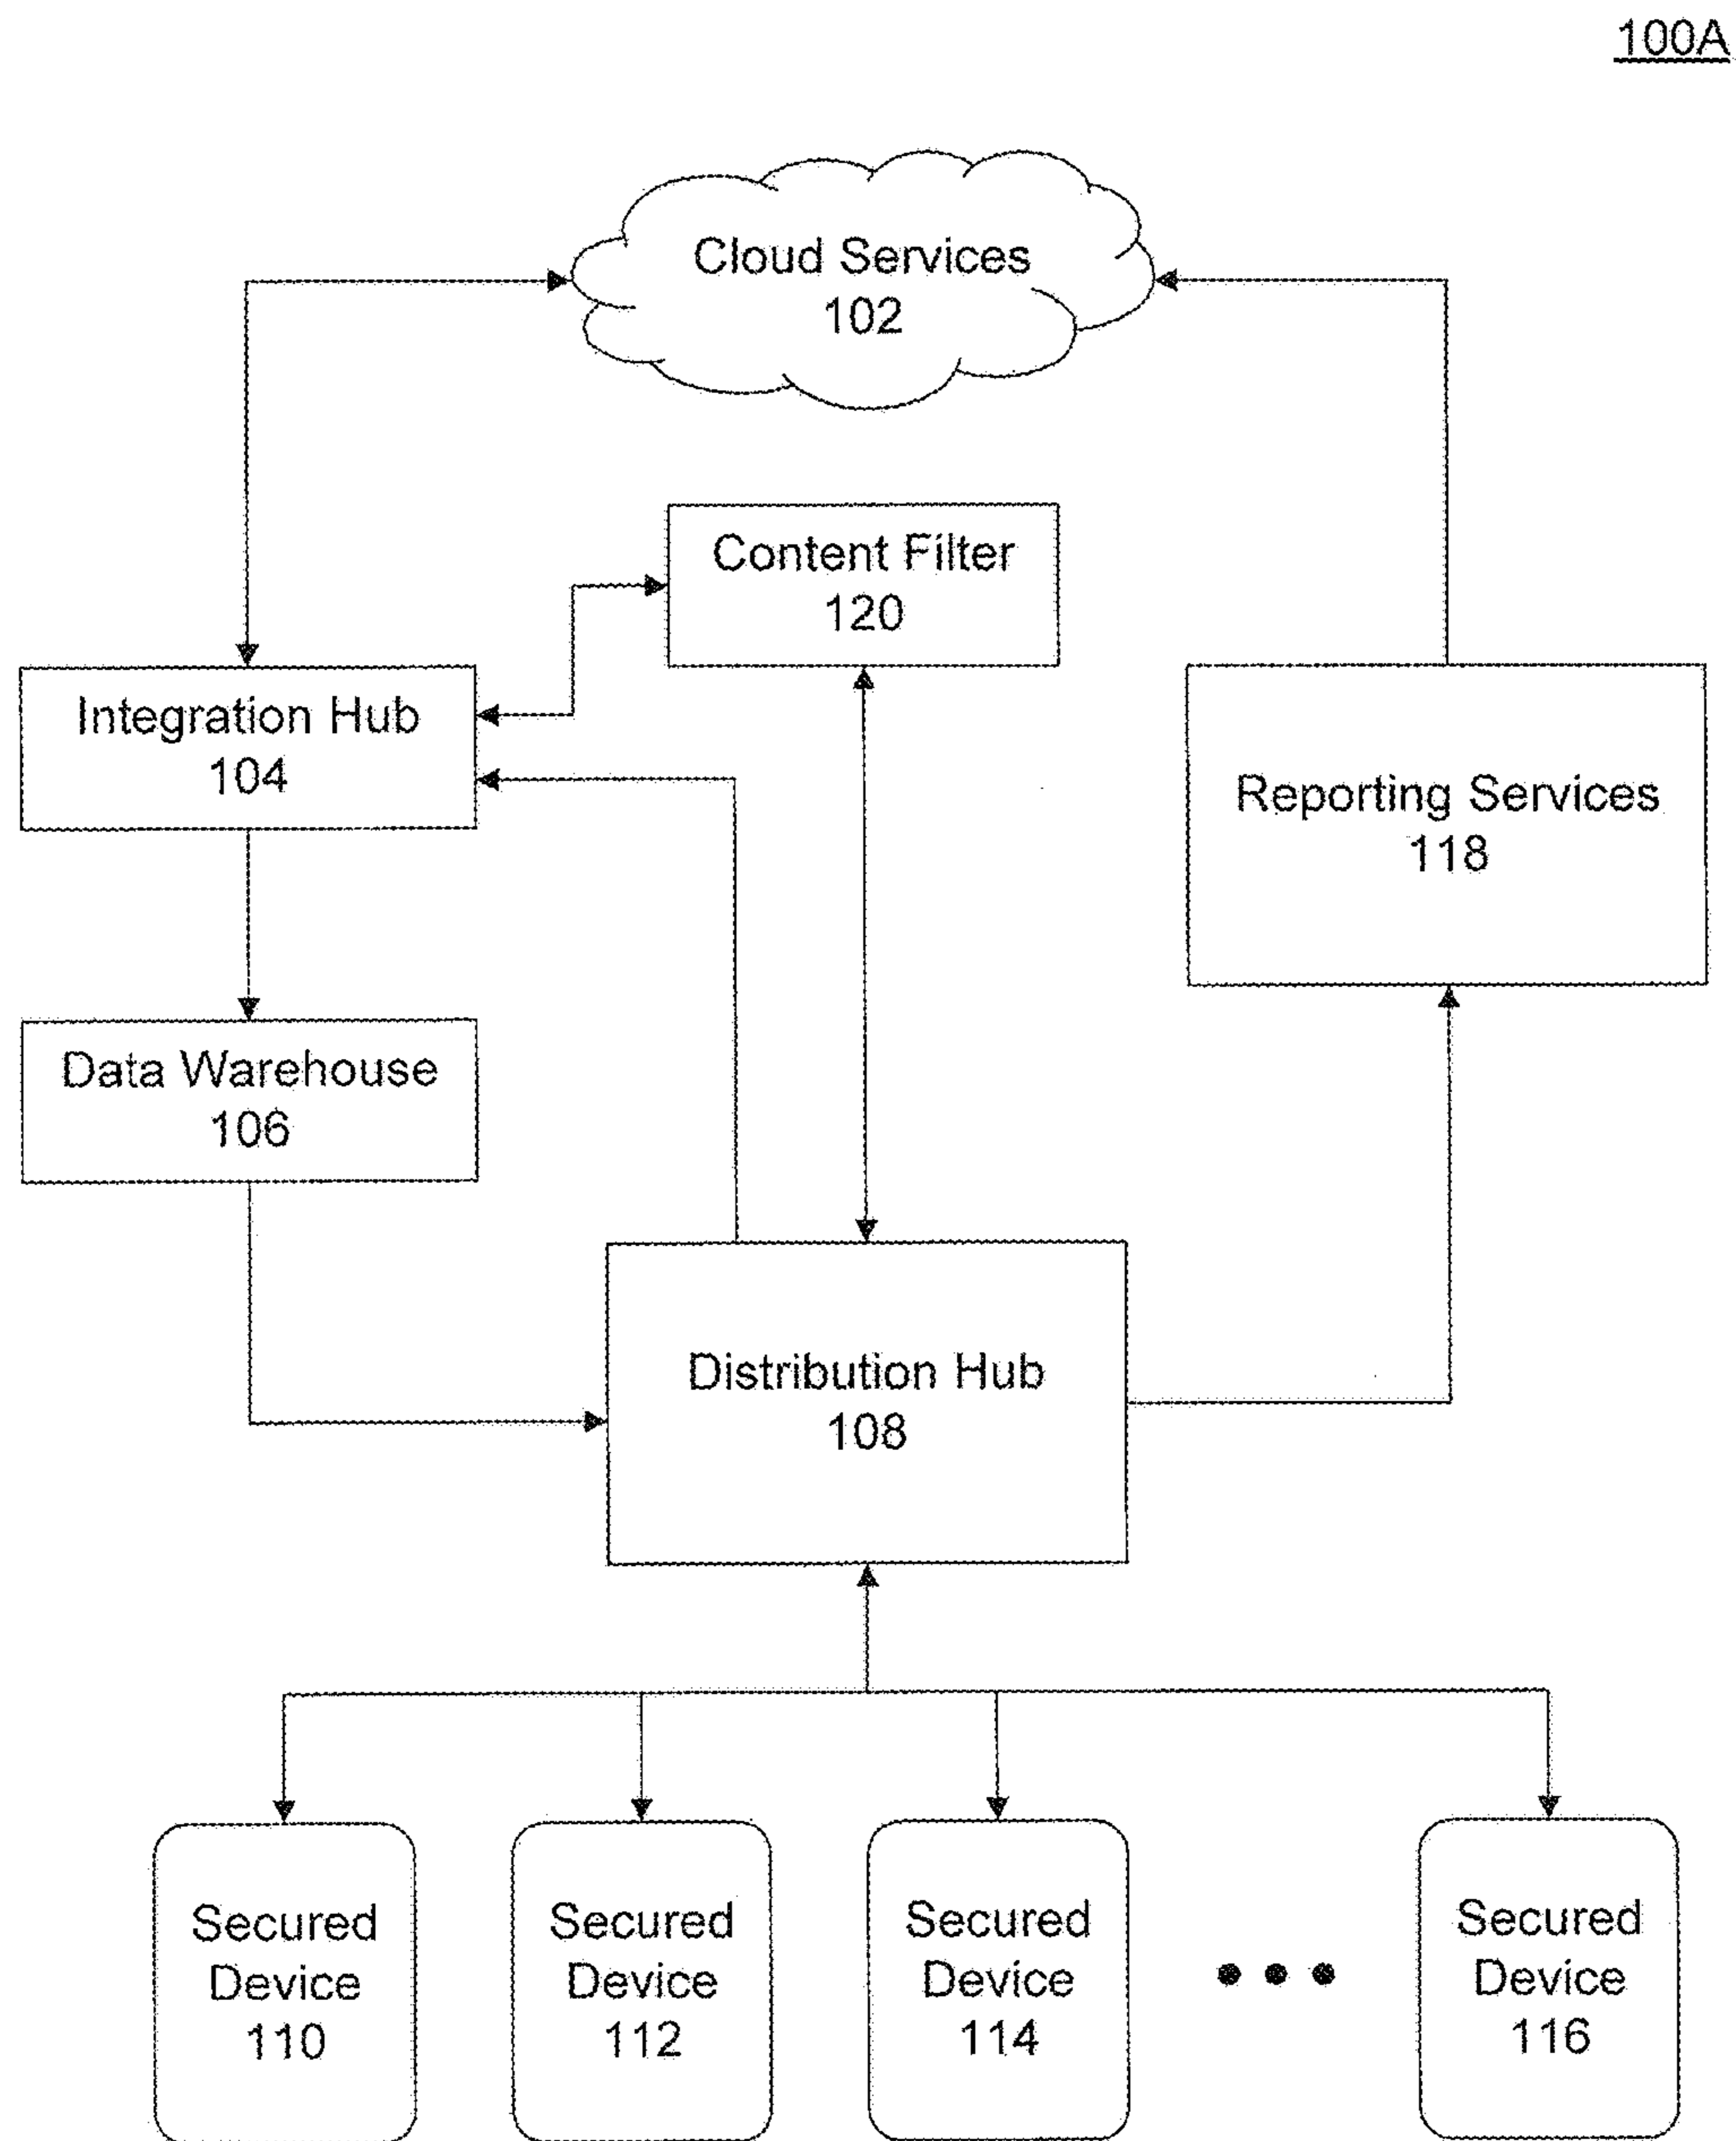 100A
Cloud Services
102
Content Filter
120
Integration Hub
104
Reporting Services
118
Data Warehouse
106
Distribution Hub
108
Secured
Device
110
Secured
Device
112
Secured
Device
114
Secured
Device
116